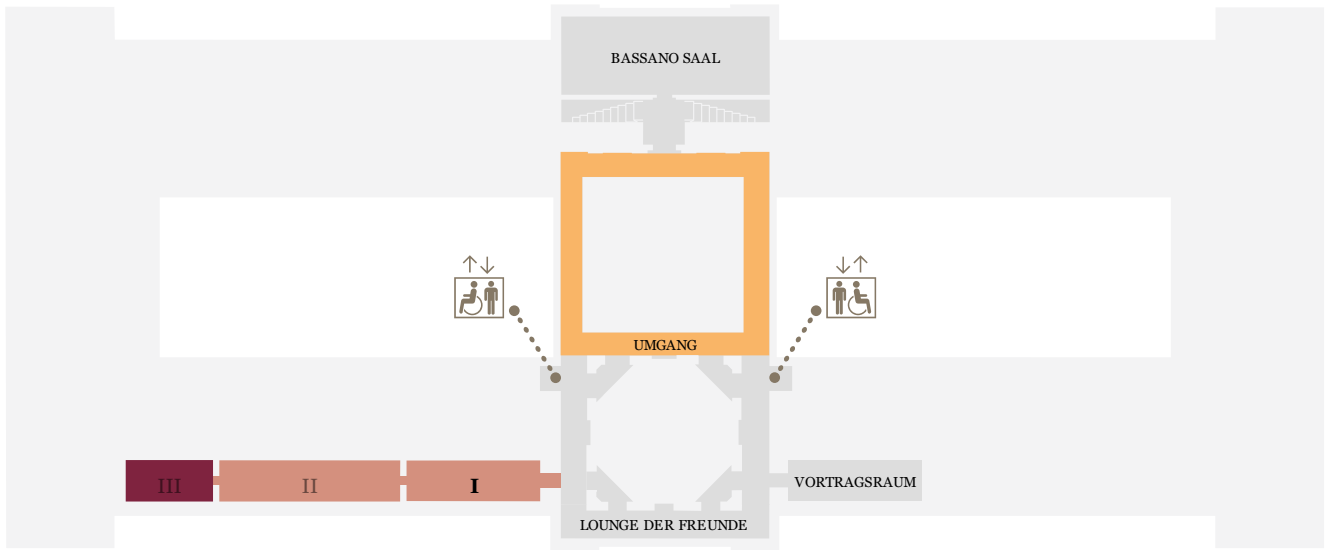 BASSANO SAAL
UMGANG
III
II
I
VORTRAGSRAUM
LOUNGE DER FREUNDE